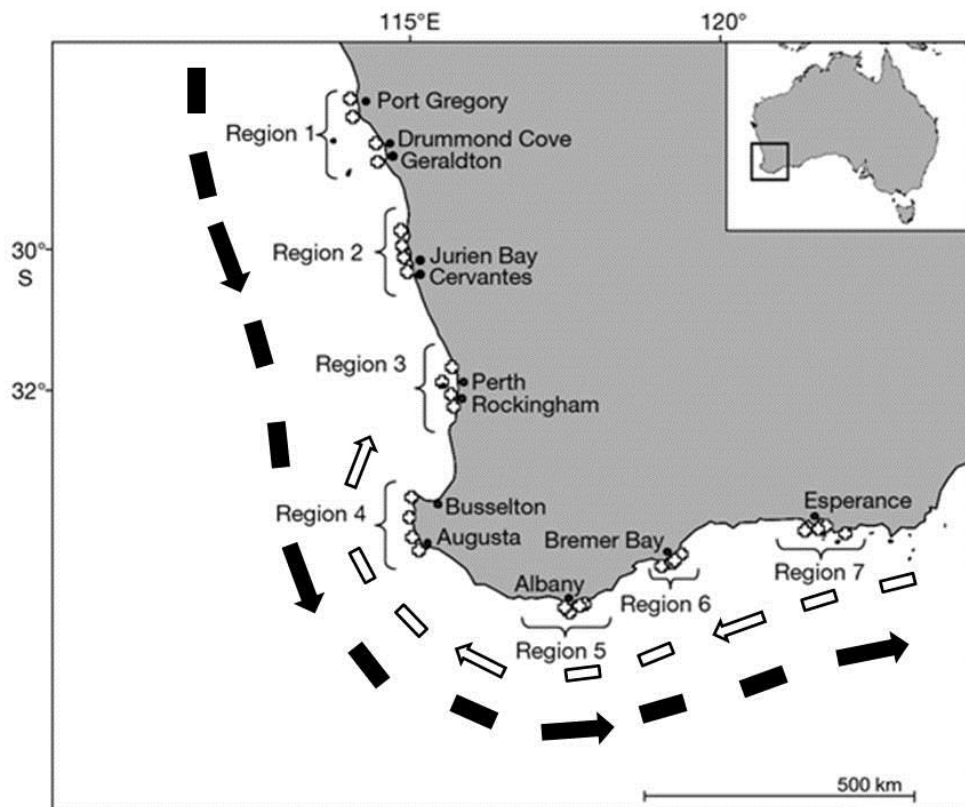 115°E
120°
Port Gregory
Region 1
Drummond Cove
Geraldton
30°
S
Region 2
Jurien Bay
Cervantes
Region 3
32°
Perth
Rockingham
Region 4
Busselton
Augusta
Esperance
Bremer Bay
Region 7
Albany
Region 6
Region 5
500 km